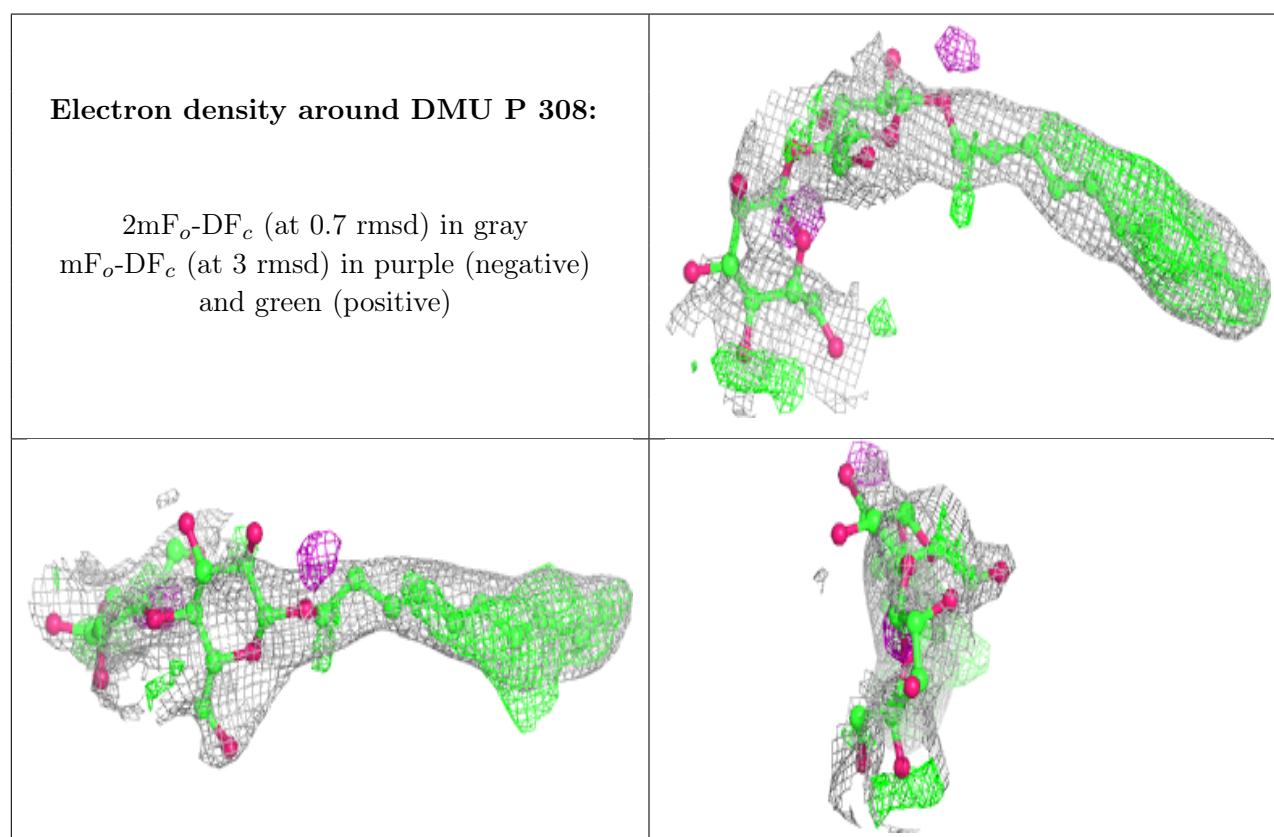 Electron density around DMU P 308:
2mFo-DFc (at 0.7 rmsd) in gray
mFo-DFc (at 3 rmsd) in purple (negative)
and green (positive)